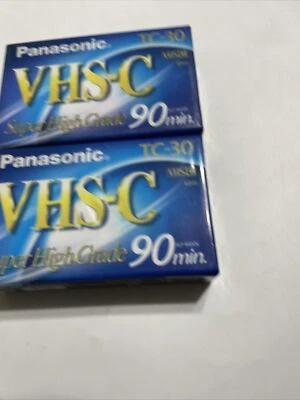 Panasonic TC-30
VHS-C
Super High Grade 90 min.
Panasonic TC-30
VHS-C
Super High Grade 90 min.